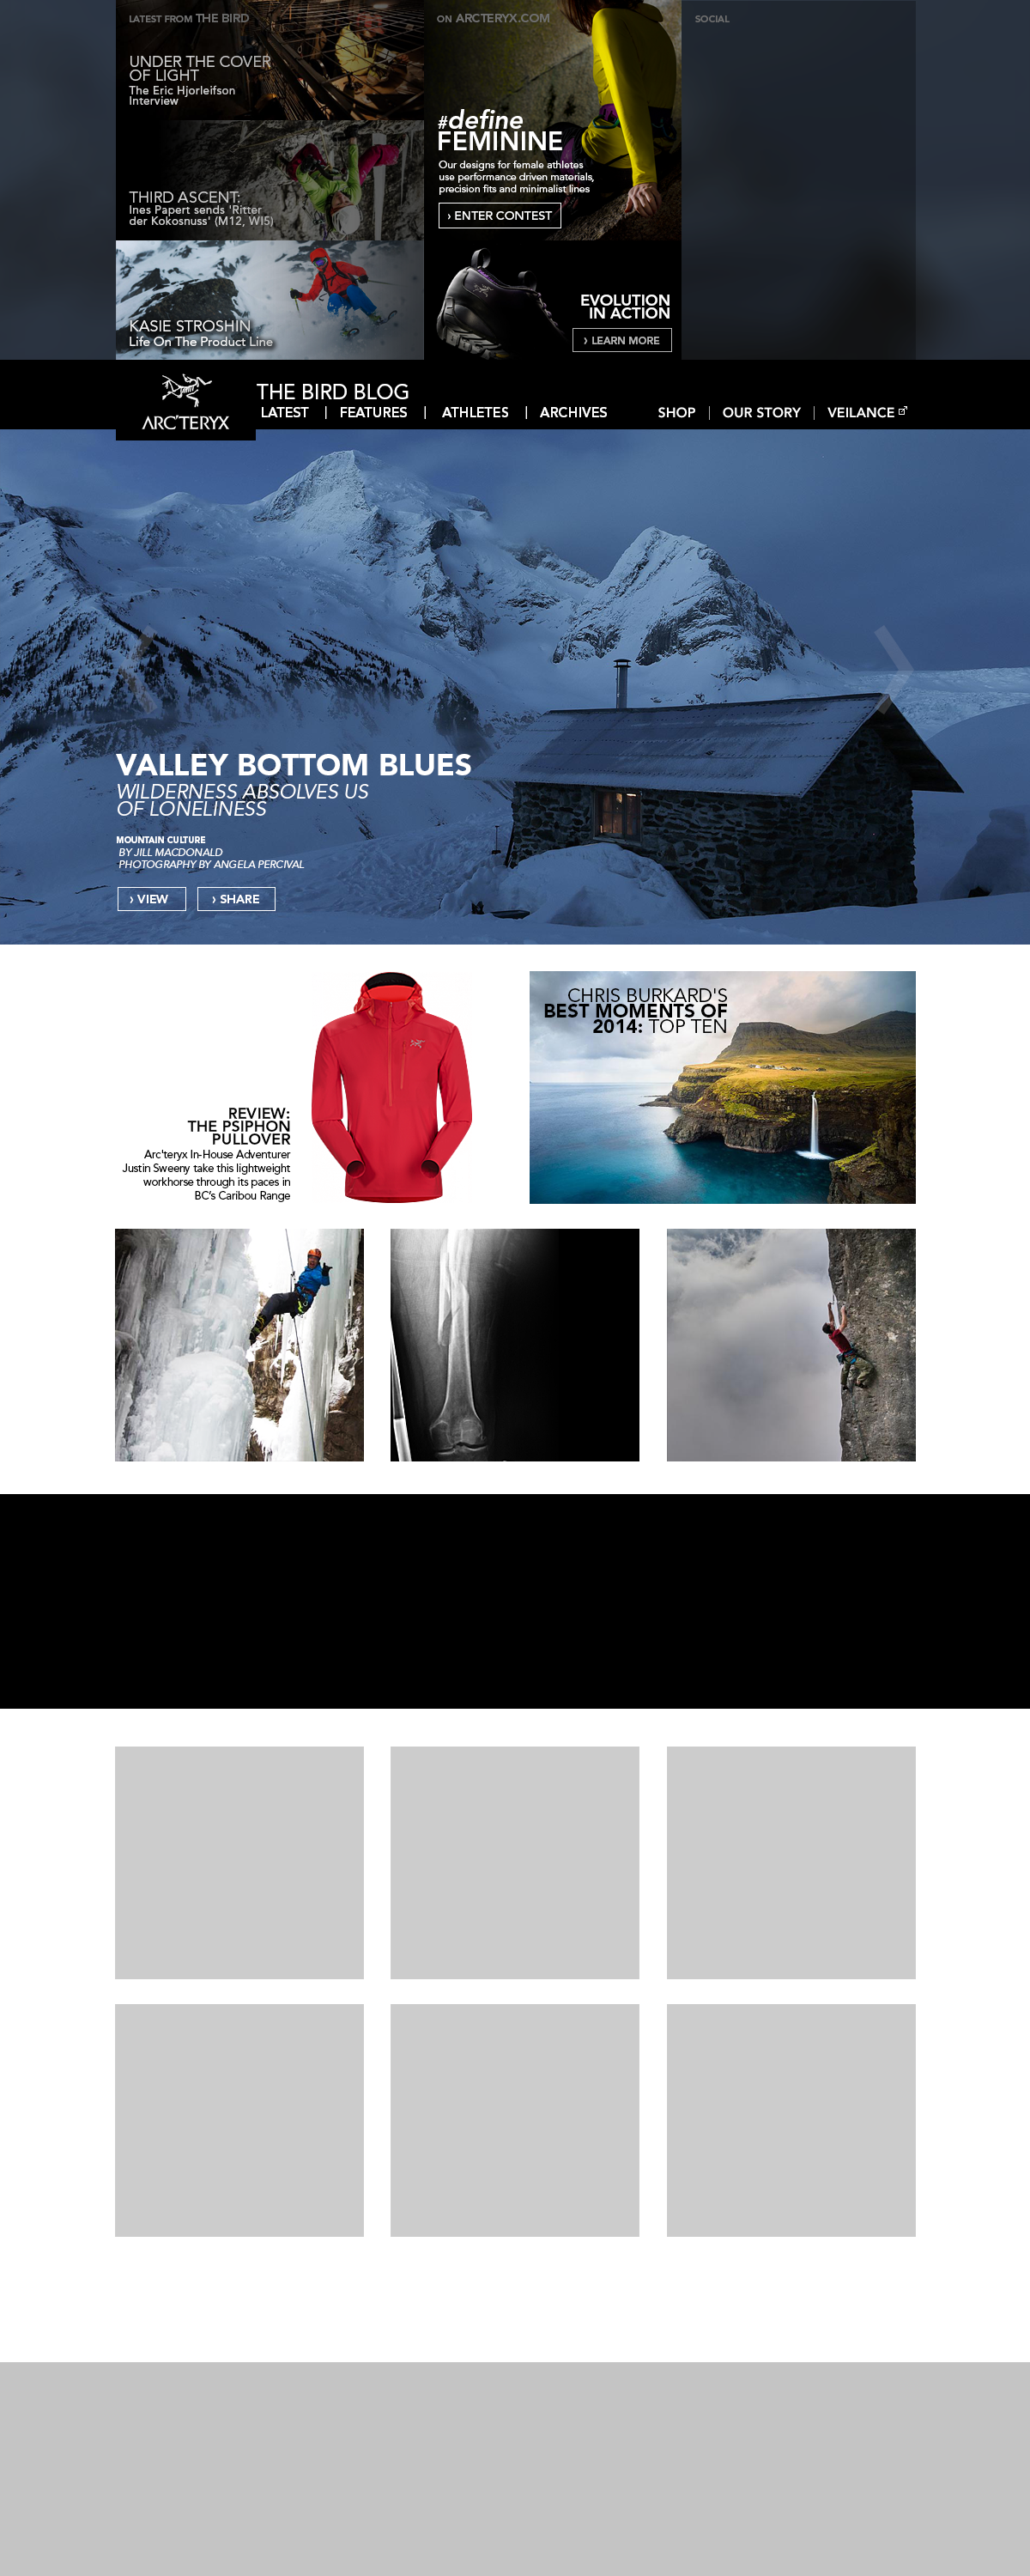 LATEST FROM THE BIRD
UNDER THE COVER
OF LIGHT
The Eric Hjorleifson
Interview
THIRD ASCENT:
Ines Papert sends 'Ritter
der Kokosnuss' (M12, WI5)
KASIE STROSHIN
Life On The Product Line
ON ARCTERYX.COM
#define
FEMININE
Our designs for female athletes
use performance driven materials,
precision fits and minimalist lines
› ENTER CONTEST
EVOLUTION
IN ACTION
› LEARN MORE
SOCIAL
ARC'TERYX
THE BIRD BLOG
LATEST | FEATURES | ATHLETES | ARCHIVES
SHOP | OUR STORY | VEILANCE
VALLEY BOTTOM BLUES
WILDERNESS ABSOLVES US
OF LONELINESS
MOUNTAIN CULTURE
BY JILL MACDONALD
PHOTOGRAPHY BY ANGELA PERCIVAL
› VIEW
› SHARE
REVIEW:
THE PSIPHON
PULLOVER
Arc'teryx In-House Adventurer
Justin Sweeny take this lightweight
workhorse through its paces in
BC's Caribou Range
CHRIS BURKARD'S
BEST MOMENTS OF
2014: TOP TEN